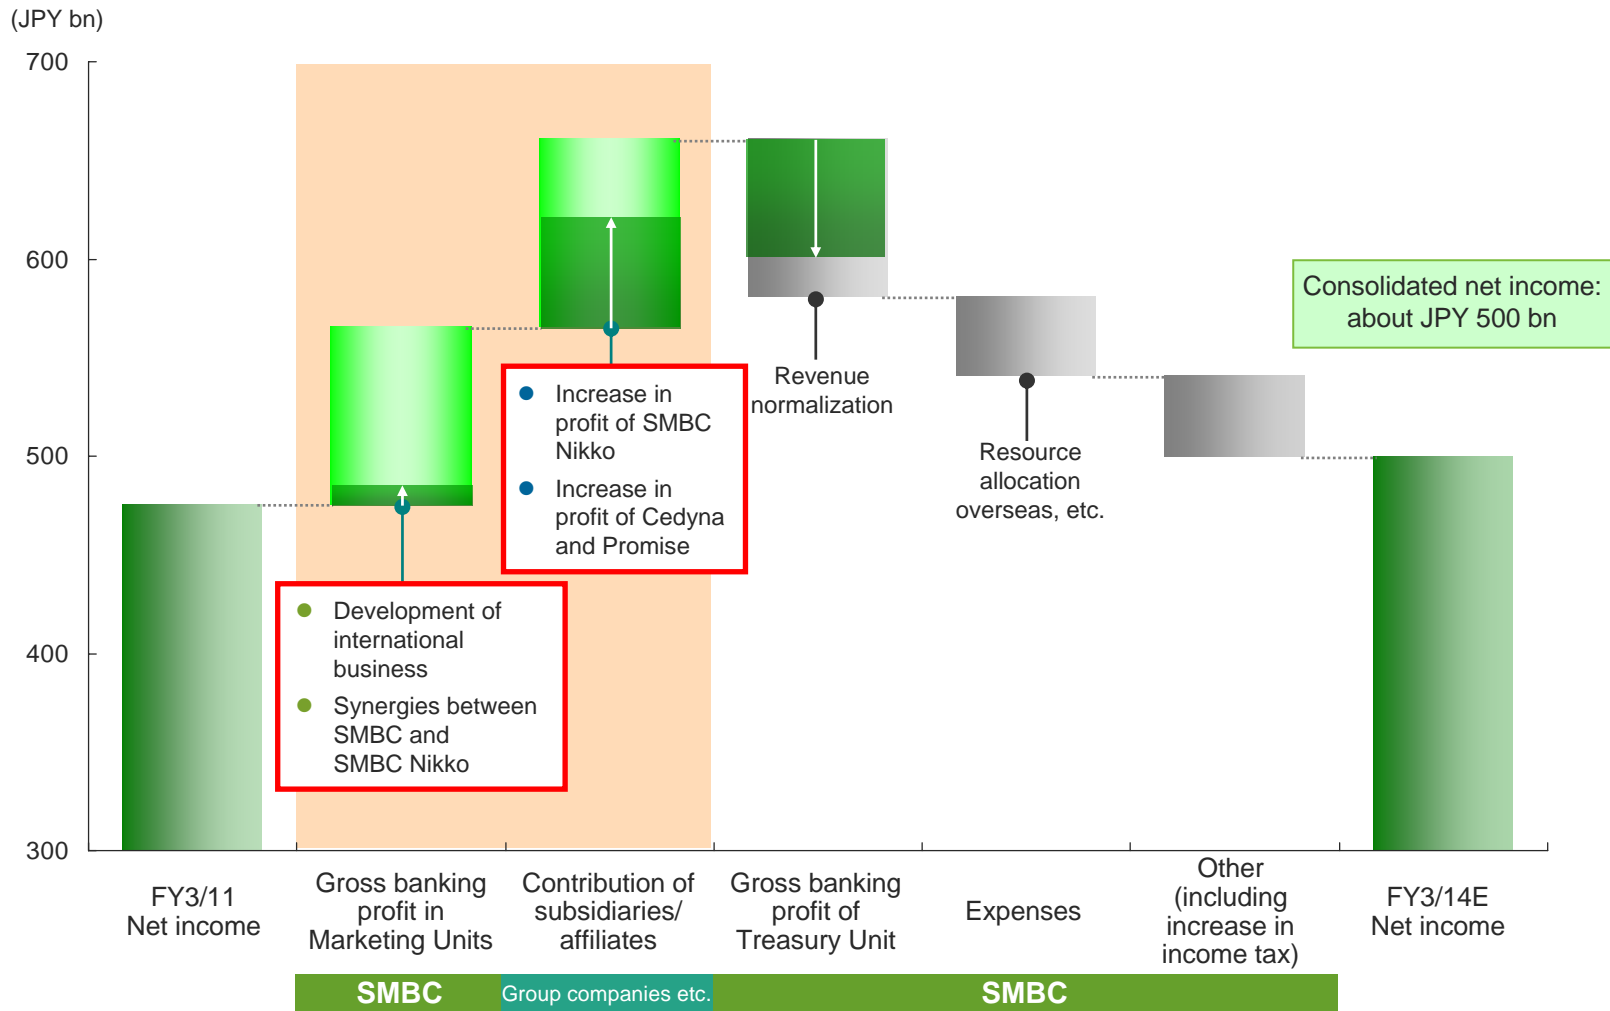 (JPY bn)
700
600
500
400
300
Consolidated net income:
about JPY 500 bn
Increase in
profit of SMBC
Nikko
Increase in
profit of Cedyna
and Promise
Revenue
normalization
Resource
allocation
overseas, etc.
Development of
international
business
Synergies between
SMBC and
SMBC Nikko
FY3/11
Net income
Gross banking
profit in
Marketing Units
Contribution of
subsidiaries/
affiliates
Gross banking
profit of
Treasury Unit
Expenses
Other
(including
increase in
income tax)
FY3/14E
Net income
SMBC
Group companies etc.
SMBC